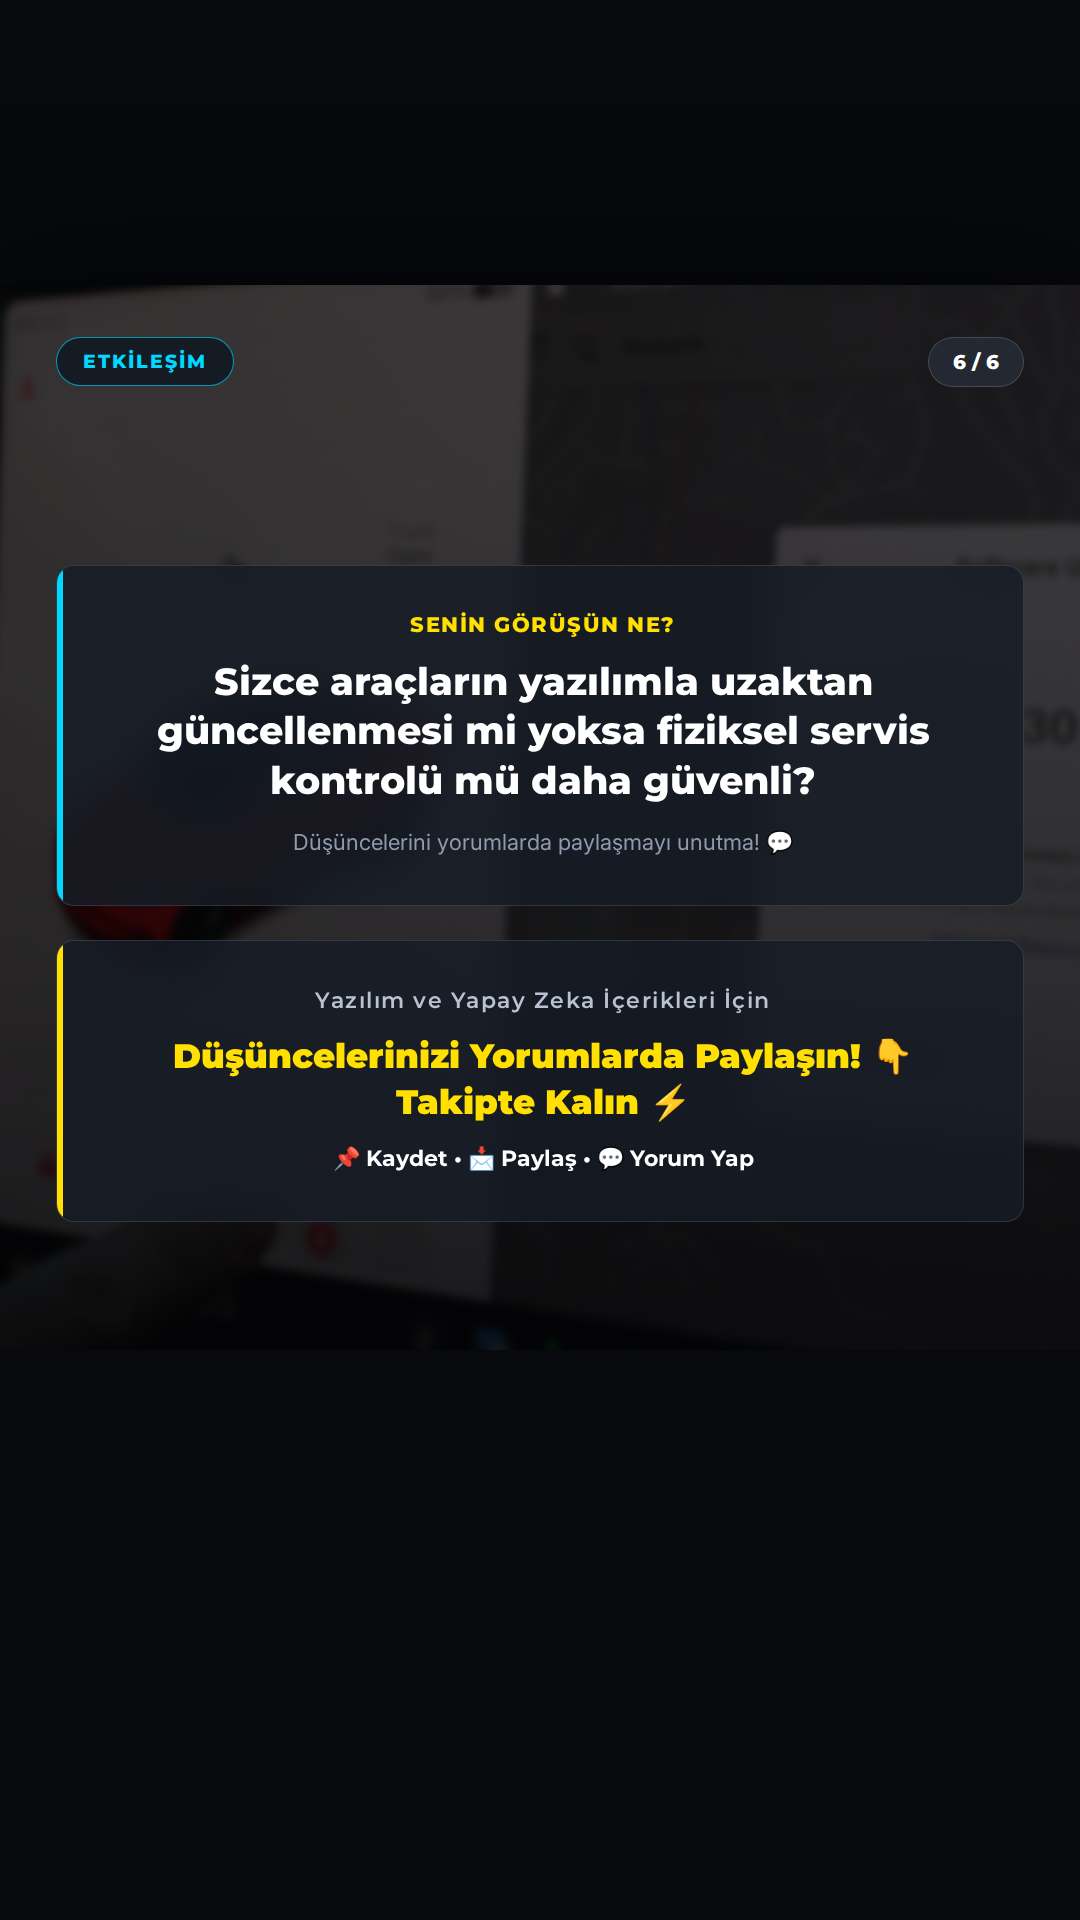 ETKİLEŞİM
6 / 6
SENİN GÖRÜŞÜN NE?
Sizce araçların yazılımla uzaktan
güncellenmesi mi yoksa fiziksel servis
kontrolü mü daha güvenli?
Düşüncelerini yorumlarda paylaşmayı unutma! 💬
Yazılım ve Yapay Zeka İçerikleri İçin
Düşüncelerinizi Yorumlarda Paylaşın! 👇
Takipte Kalın ⚡
📌 Kaydet • 📩 Paylaş • 💬 Yorum Yap